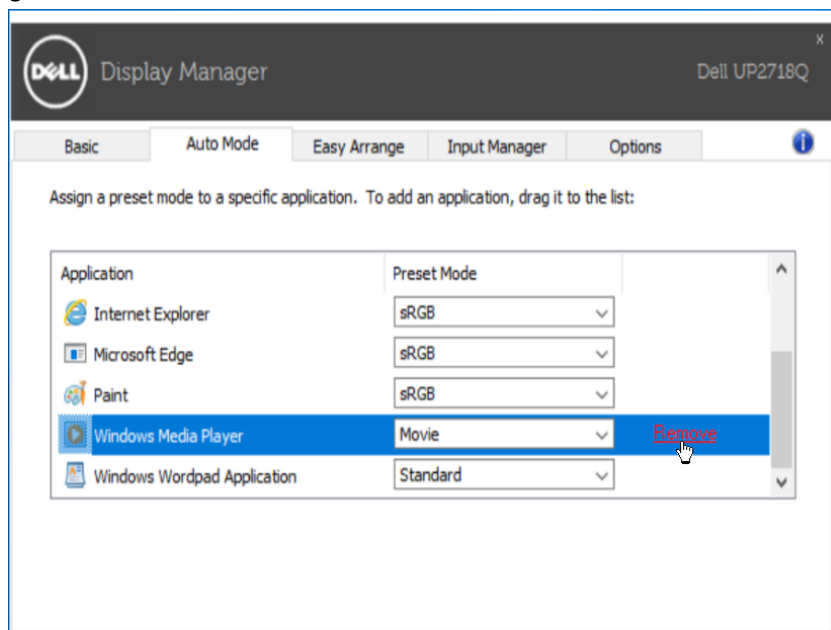 x
DELL Display Manager Dell UP2718Q
Basic Auto Mode Easy Arrange Input Manager Options i
Assign a preset mode to a specific application. To add an application, drag it to the list:
Application Preset Mode
Internet Explorer sRGB
Microsoft Edge sRGB
Paint sRGB
Windows Media Player Movie Remove
Windows Wordpad Application Standard